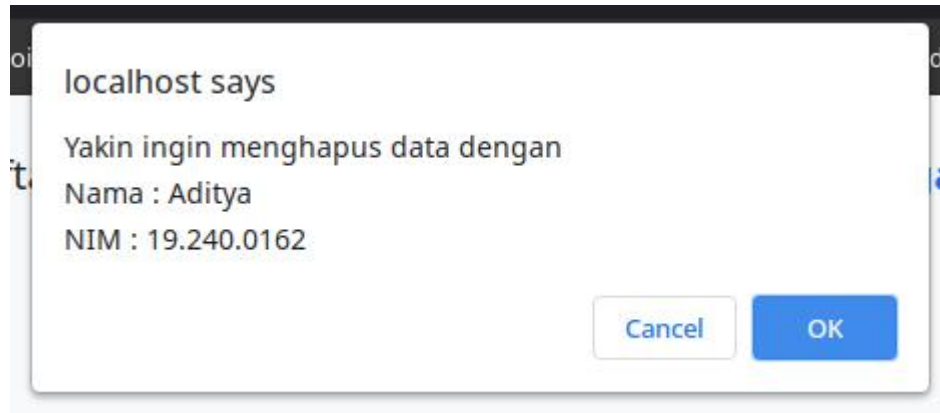 localhost says
Yakin ingin menghapus data dengan
Nama : Aditya
NIM : 19.240.0162
Cancel
OK